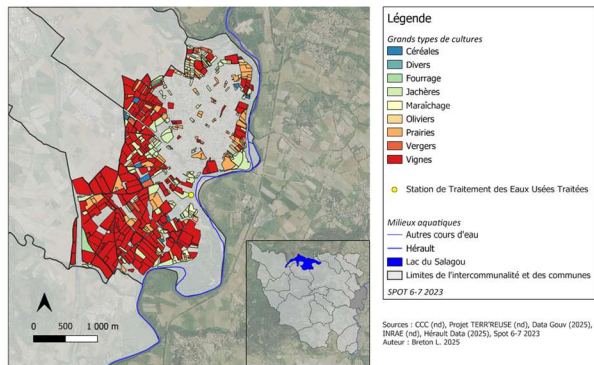 Légende
Grands types de cultures
Céréales
Divers
Fourrage
Jachères
Maraîchage
Oliviers
Prairies
Vergers
Vignes
Station de Traitement des Eaux Usées Traitées
Milieux aquatiques
Autres cours d'eau
Hérault
Lac du Salagou
Limites de l'intercommunalité et des communes
SPOT 6-7 2023
0 500 1 000 m
Sources : CCC (nd), Projet TERR'REUSE (nd), Data Gouv (2025),
INRAE (nd), Hérault Data (2025), Spot 6-7 2023
Auteur : Breton L. 2025